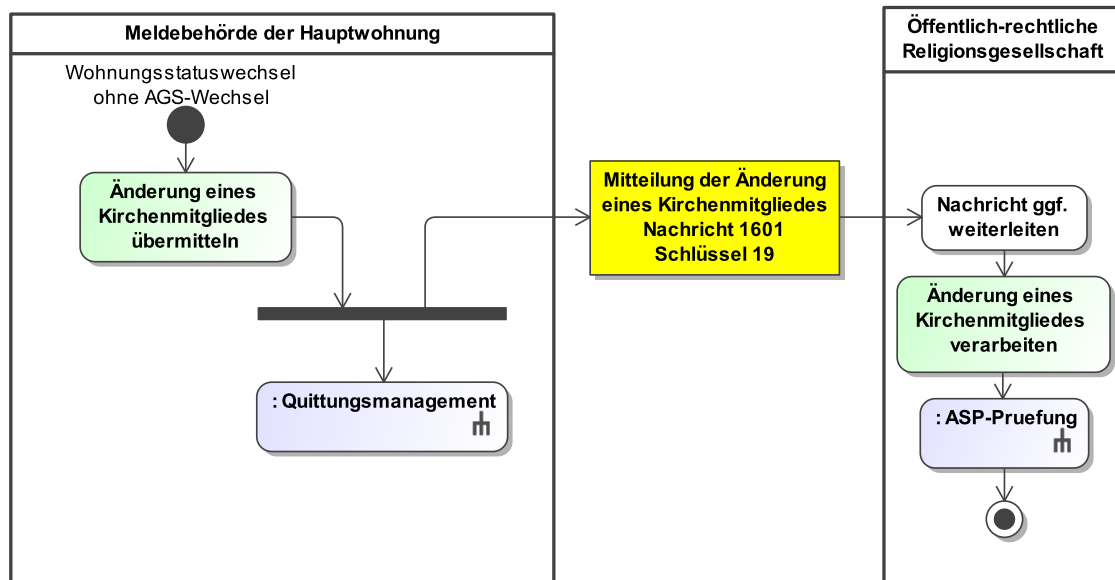 Meldebehörde der Hauptwohnung
Wohnungsstatuswechsel
ohne AGS-Wechsel
Änderung eines
Kirchenmitgliedes
übermitteln
: Quittungsmanagement
Mitteilung der Änderung
eines Kirchenmitgliedes
Nachricht 1601
Schlüssel 19
Öffentlich-rechtliche
Religionsgesellschaft
Nachricht ggf.
weiterleiten
Änderung eines
Kirchenmitgliedes
verarbeiten
: ASP-Pruefung